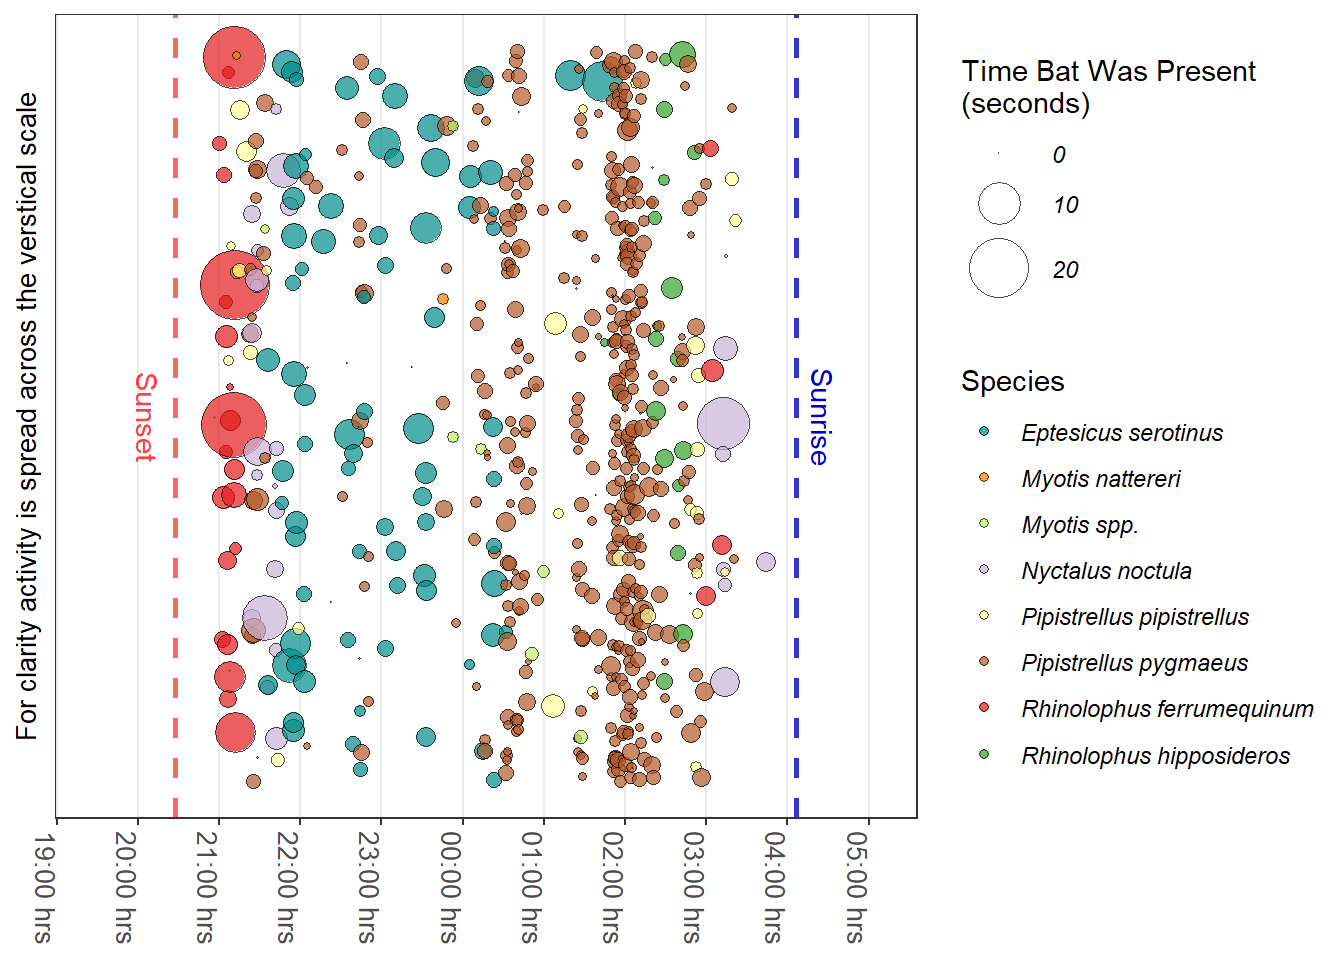 For clarity activity is spread across the verstical scale
Sunset
Sunrise
19:00 hrs
20:00 hrs
21:00 hrs
22:00 hrs
23:00 hrs
00:00 hrs
01:00 hrs
02:00 hrs
03:00 hrs
04:00 hrs
05:00 hrs
Time Bat Was Present
(seconds)
0
10
20
Species
Eptesicus serotinus
Myotis nattereri
Myotis spp.
Nyctalus noctula
Pipistrellus pipistrellus
Pipistrellus pygmaeus
Rhinolophus ferrumequinum
Rhinolophus hipposideros